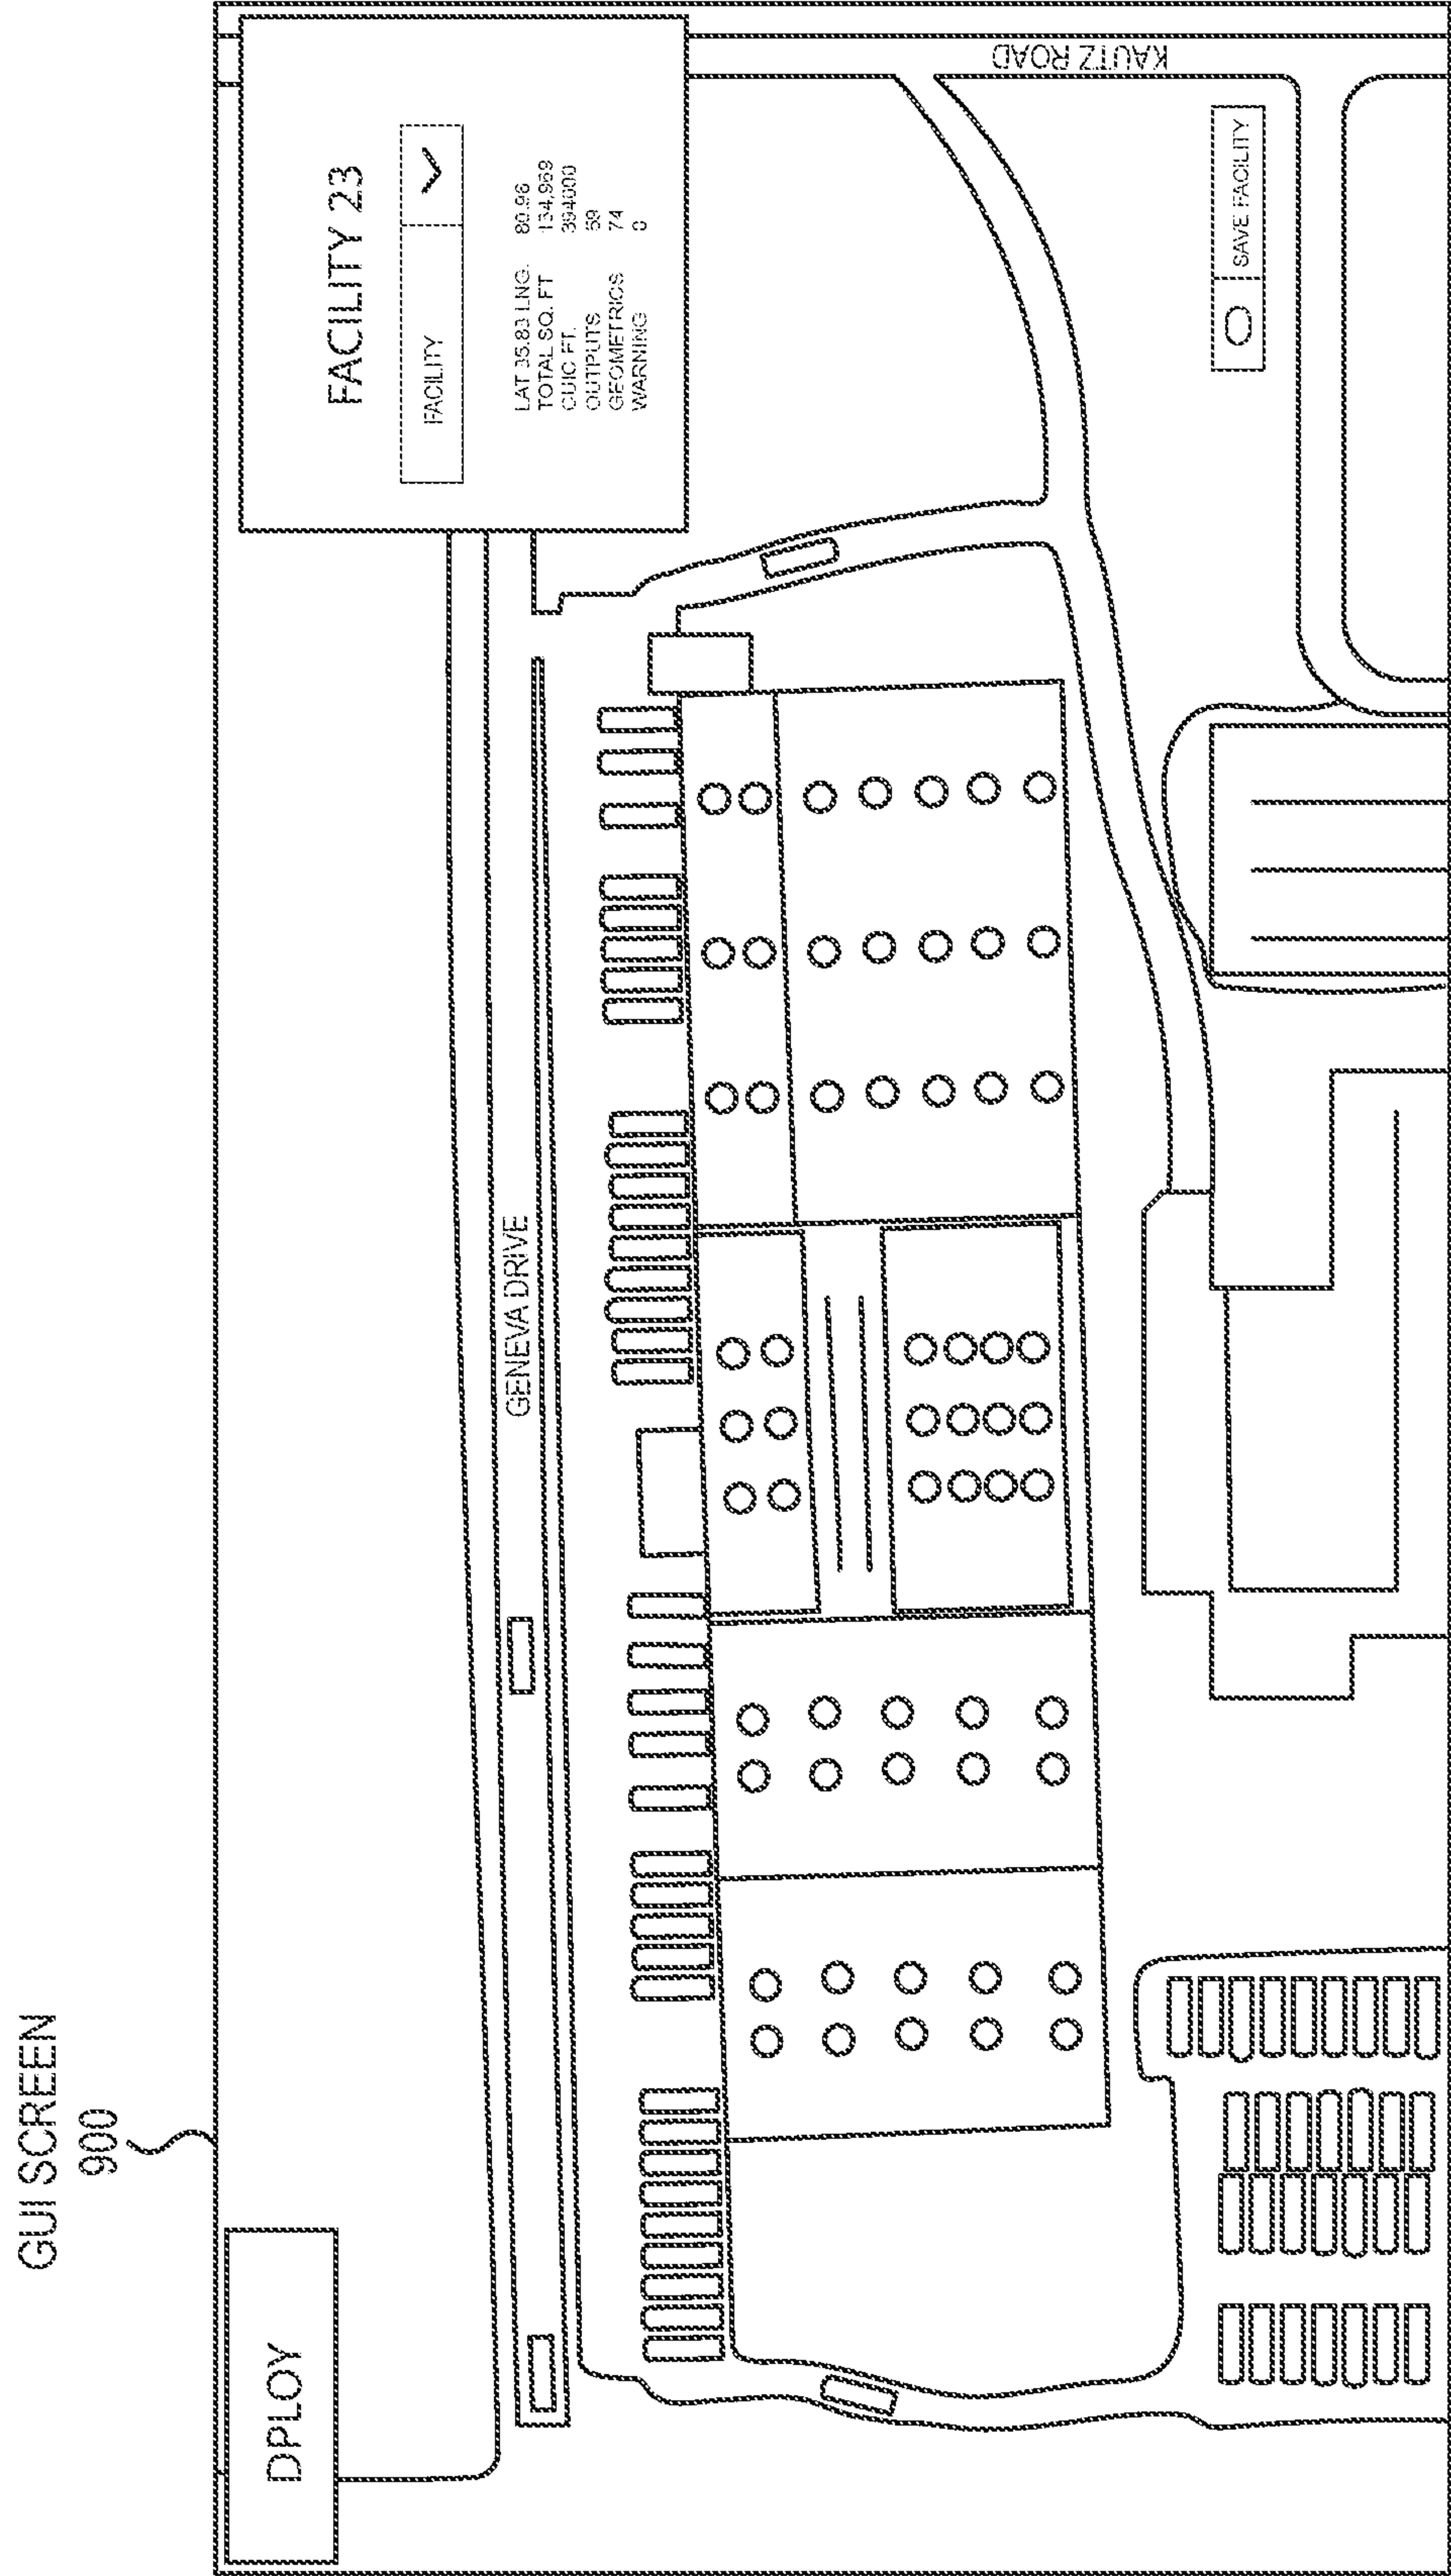 GUI SCREEN
900
DPLOY
FACILITY 23
FACILITY
LAT 35.83 LNG. 80.96
TOTAL SQ. FT 134,969
CUIC FT. 394000
OUTPUTS 59
GEOMETRICS 74
WARNING 0
GENEVA DRIVE
KAUTZ ROAD
SAVE FACILITY